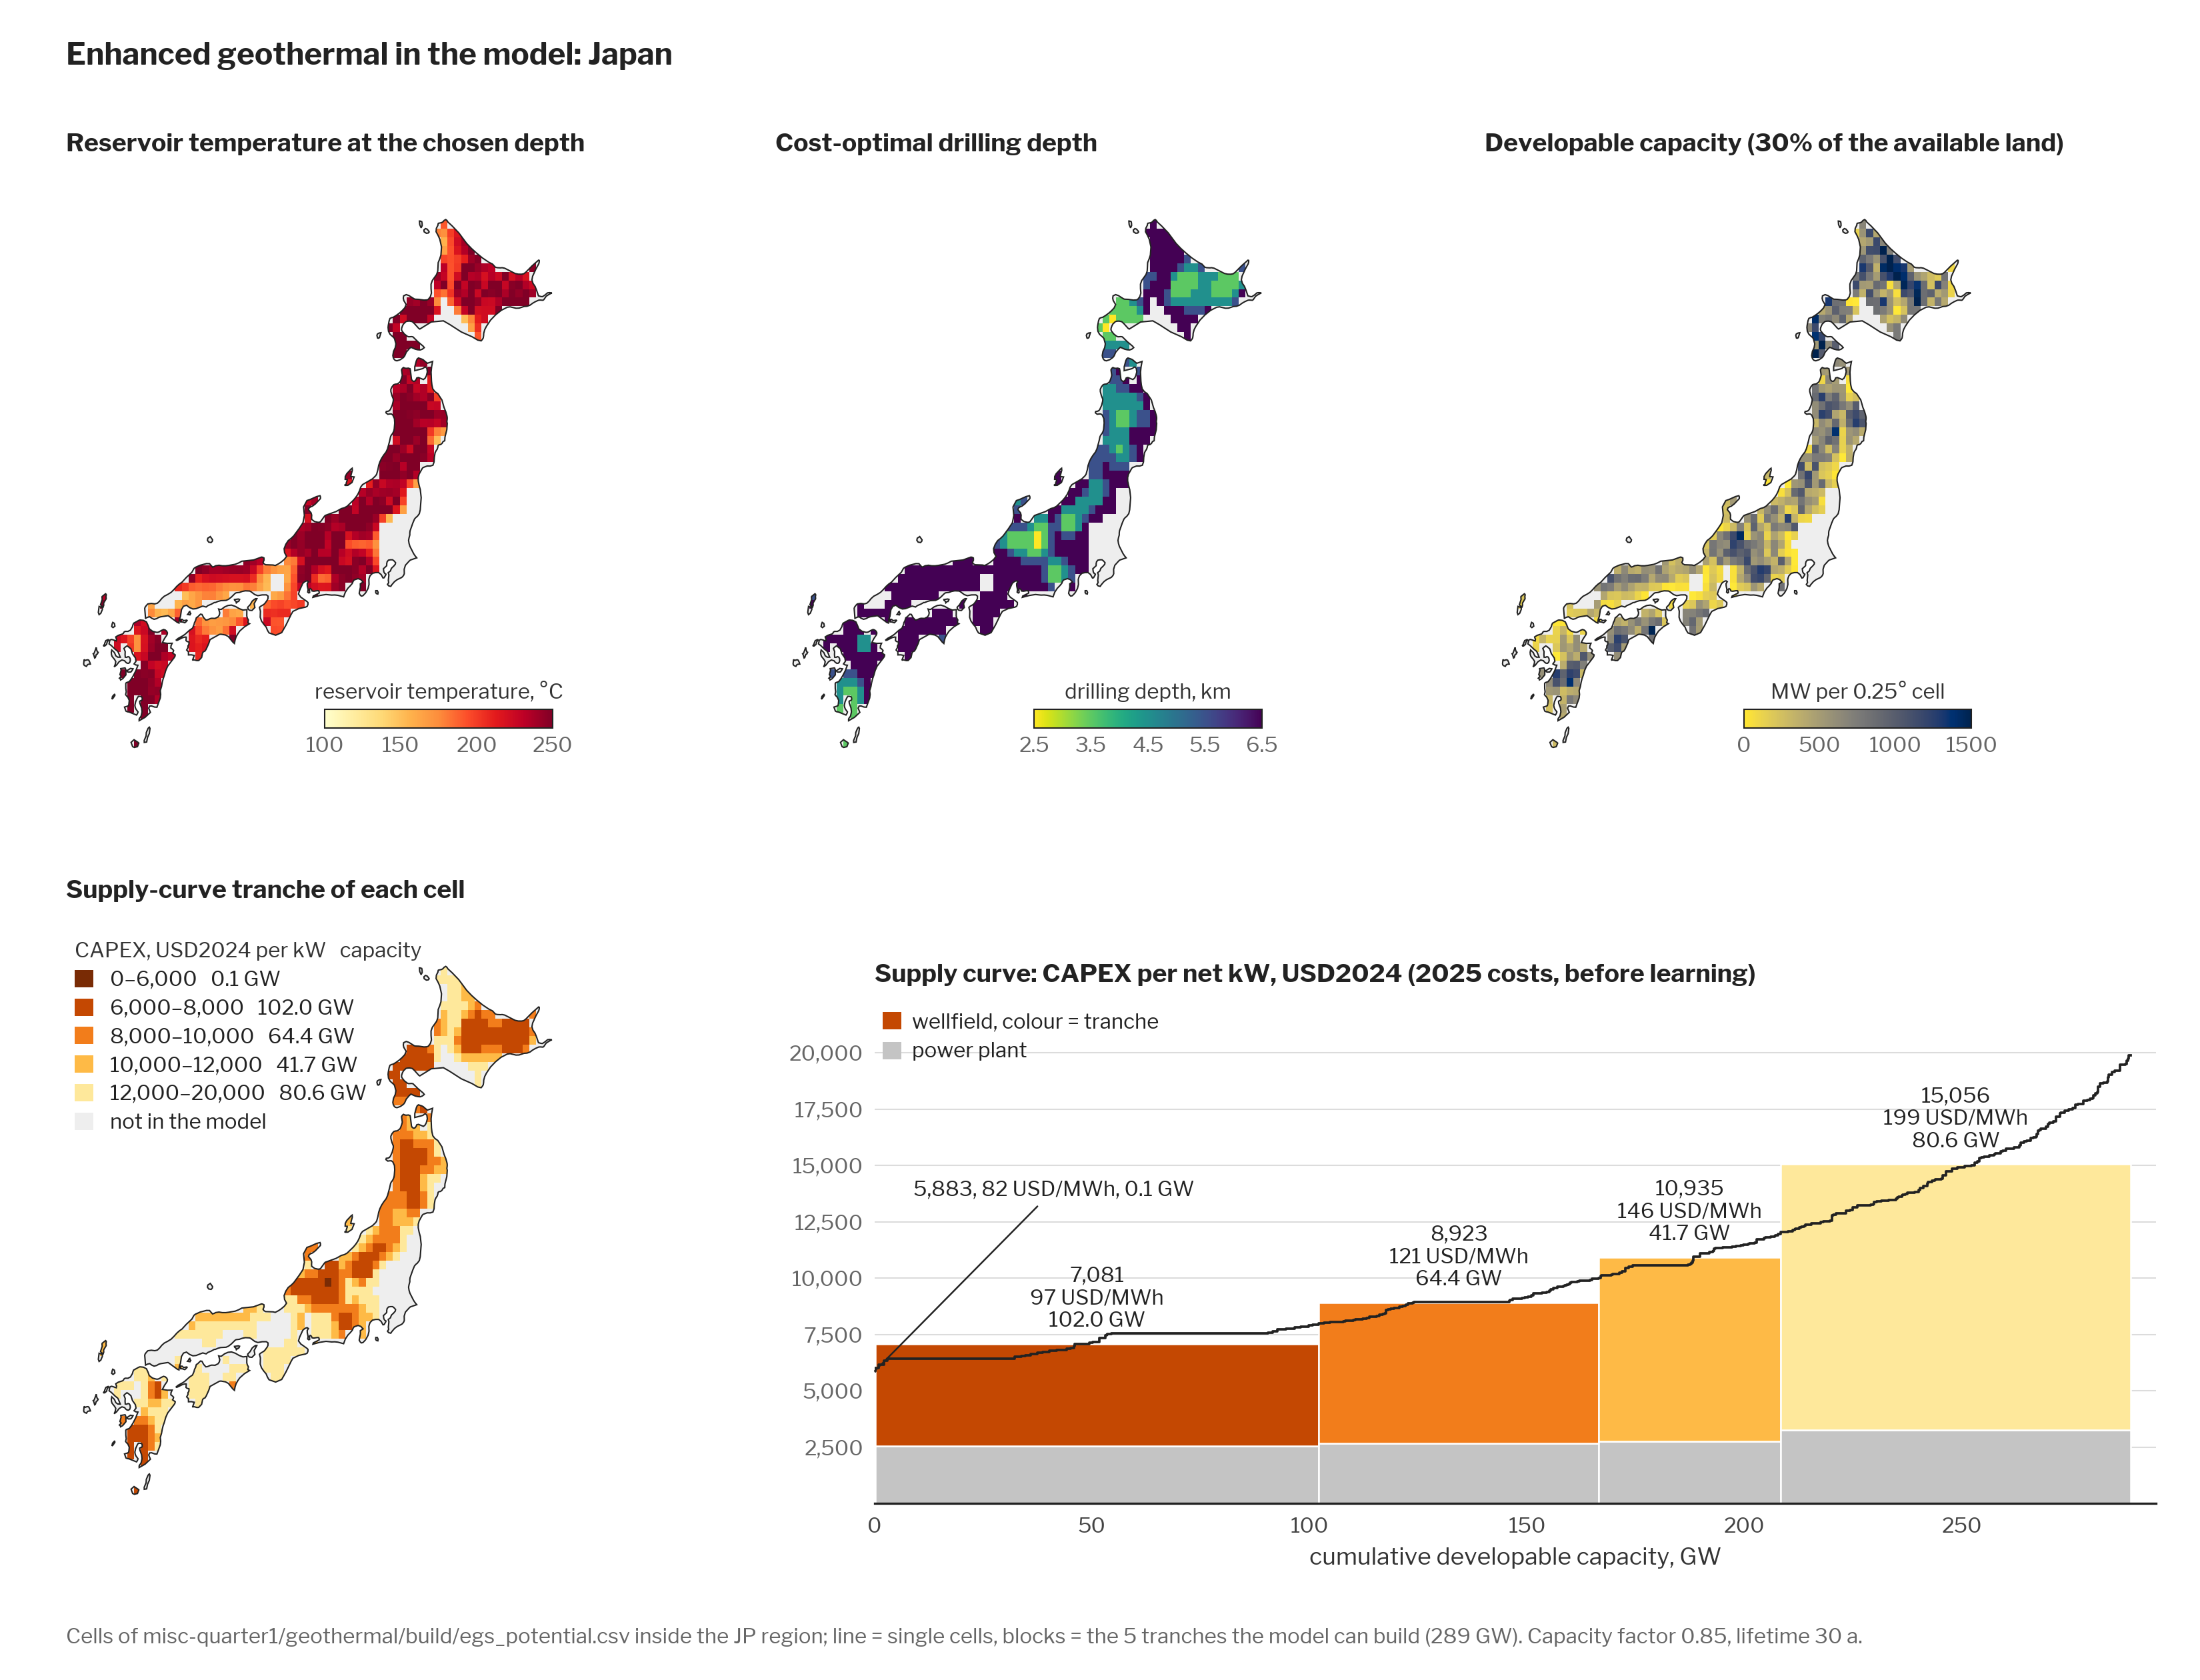 Enhanced geothermal in the model: Japan
Reservoir temperature at the chosen depth
reservoir temperature, °C
100 150 200 250
Cost-optimal drilling depth
drilling depth, km
2.5 3.5 4.5 5.5 6.5
Developable capacity (30% of the available land)
MW per 0.25° cell
0 500 1000 1500
Supply-curve tranche of each cell
CAPEX, USD2024 per kW capacity
0–6,000 0.1 GW
6,000–8,000 102.0 GW
8,000–10,000 64.4 GW
10,000–12,000 41.7 GW
12,000–20,000 80.6 GW
not in the model
Supply curve: CAPEX per net kW, USD2024 (2025 costs, before learning)
wellfield, colour = tranche
power plant
20,000
17,500
15,000
12,500
10,000
7,500
5,000
2,500
5,883, 82 USD/MWh, 0.1 GW
7,081
97 USD/MWh
102.0 GW
8,923
121 USD/MWh
64.4 GW
10,935
146 USD/MWh
41.7 GW
15,056
199 USD/MWh
80.6 GW
0 50 100 150 200 250
cumulative developable capacity, GW
Cells of misc-quarter1/geothermal/build/egs_potential.csv inside the JP region; line = single cells, blocks = the 5 tranches the model can build (289 GW). Capacity factor 0.85, lifetime 30 a.